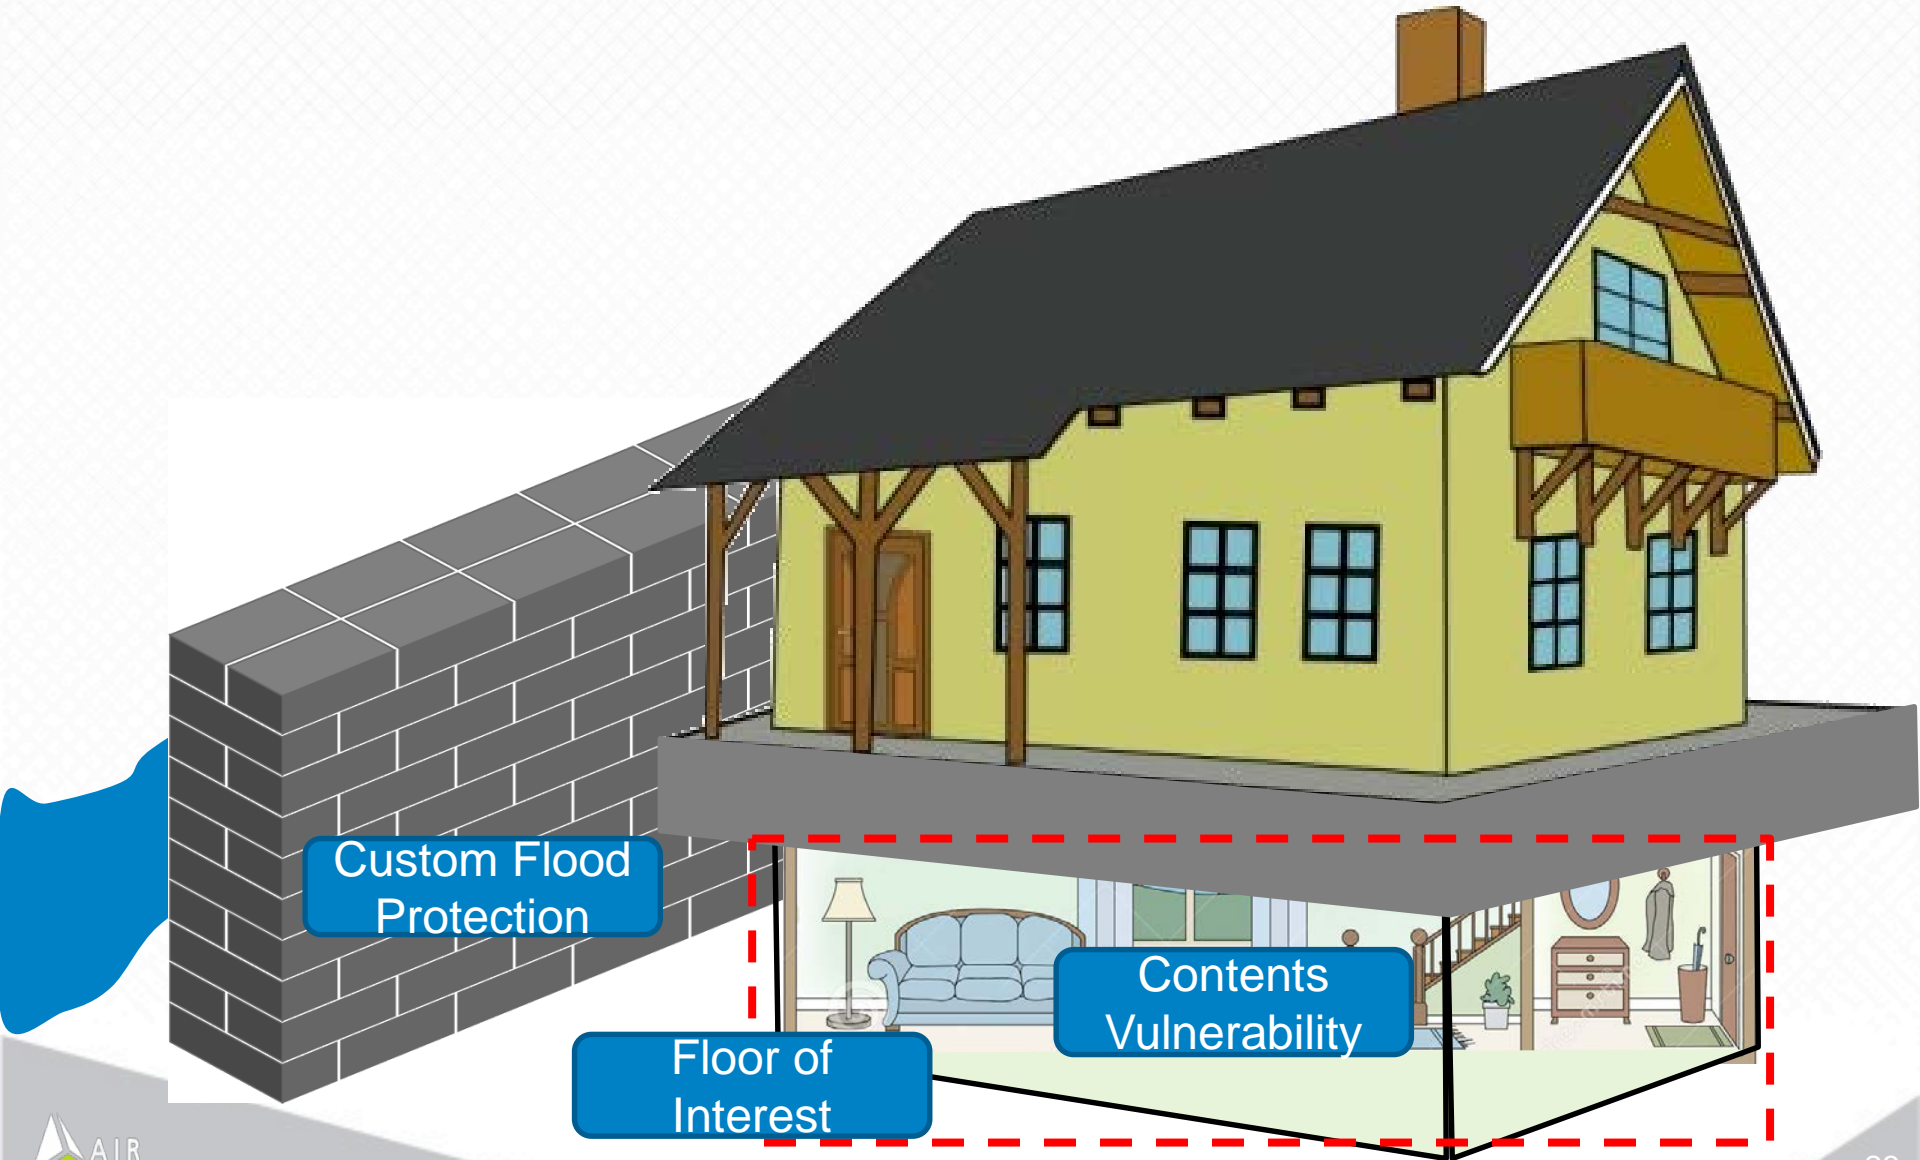 Custom Flood
Protection
Contents
Vulnerability
Floor of
Interest
AIR